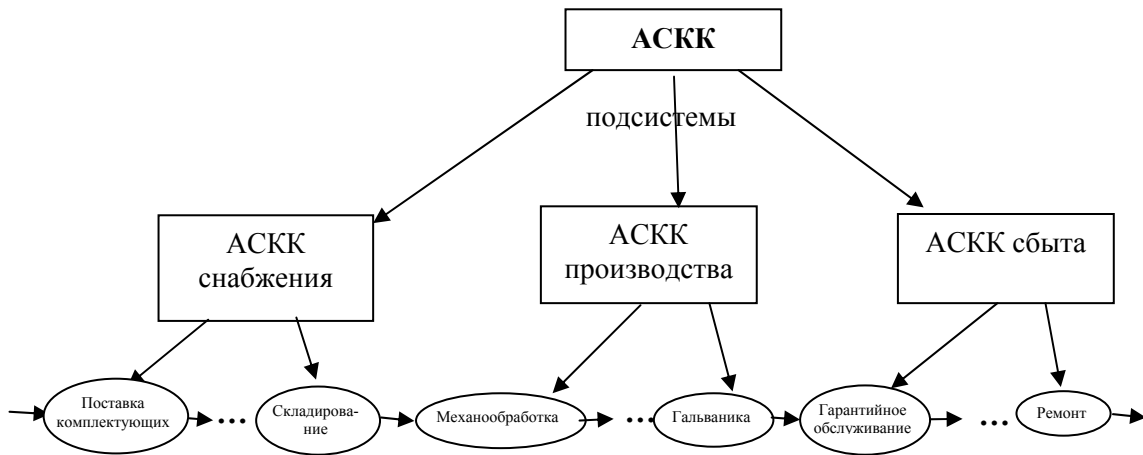 АСКК
подсистемы
АСКК
снабжения
АСКК
производства
АСКК сбыта
Поставка
комплектующих
...
Складирова-
ние
Механообработка
...
Гальваника
Гарантийное
обслуживание
...
Ремонт